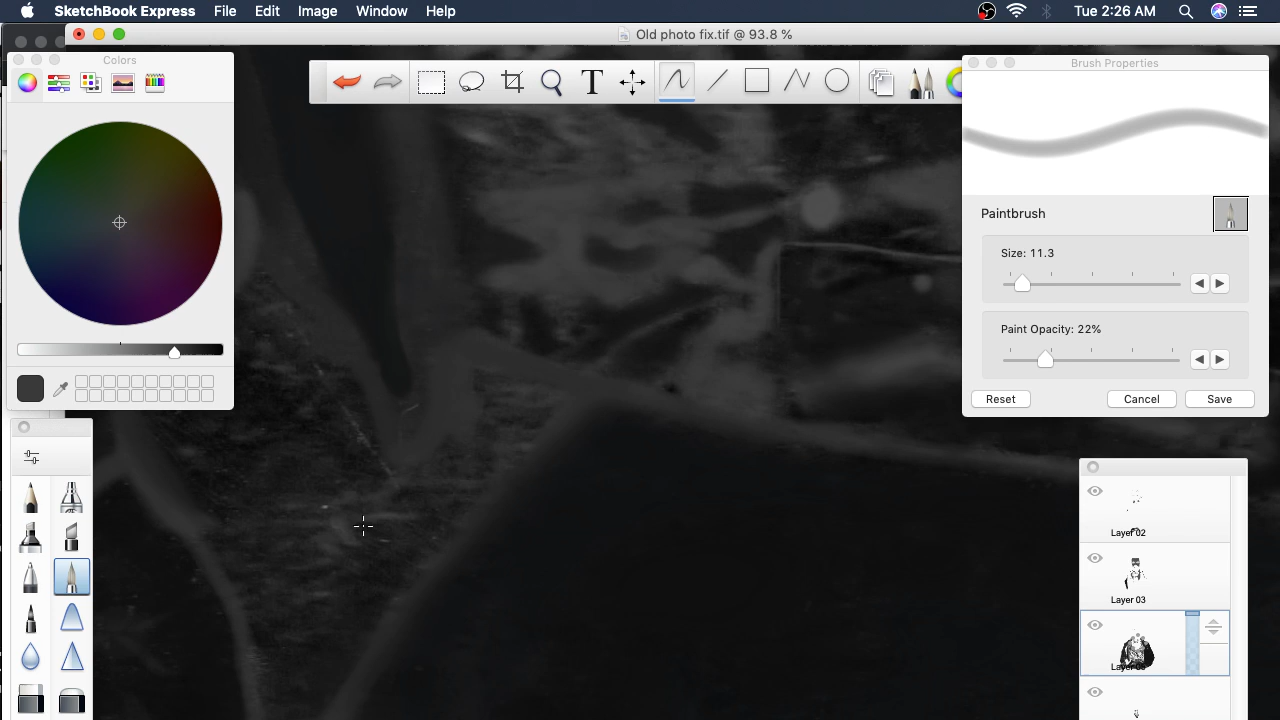 SketchBook Express File Edit Image Window Help Tue 2:26 AM
Old photo fix.tif @ 93.8 %
Colors
T
Brush Properties
Paintbrush
Size: 11.3
Paint Opacity: 22%
Reset Cancel Save
Layer 02
Layer 03